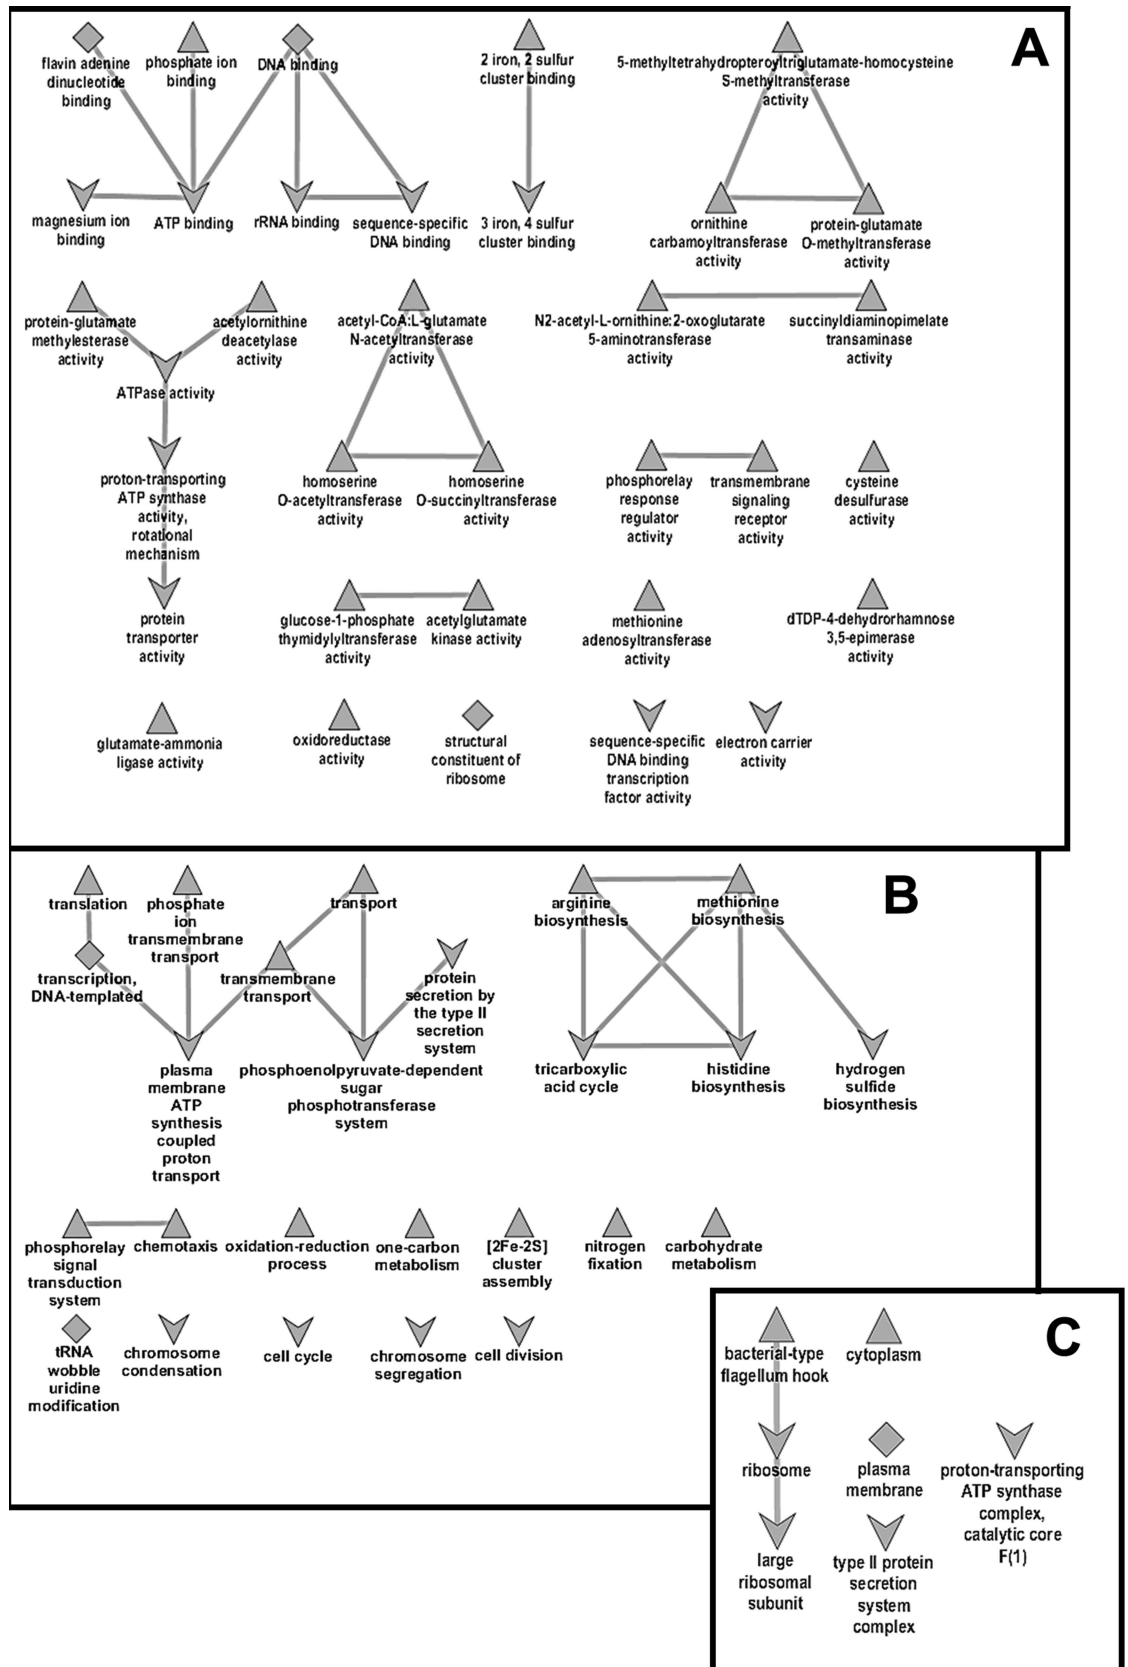 A
flavin adenine
dinucleotide
binding
phosphate ion
binding
DNA binding
2 iron, 2 sulfur
cluster binding
5-methyltetrahydropteroyltriglutamate-homocysteine
S-methyltransferase
activity
magnesium ion
binding
ATP binding
rRNA binding
sequence-specific
DNA binding
3 iron, 4 sulfur
cluster binding
ornithine
carbamoyltransferase
activity
protein-glutamate
O-methyltransferase
activity
protein-glutamate
methylesterase
activity
acetylornithine
deacetylase
activity
ATPase activity
acetyl-CoA:L-glutamate
N-acetyltransferase
activity
N2-acetyl-L-ornithine:2-oxoglutarate
5-aminotransferase
activity
succinyldiaminopimelate
transaminase
activity
proton-transporting
ATP synthase
activity,
rotational
mechanism
homoserine
O-acetyltransferase
activity
homoserine
O-succinyltransferase
activity
phosphorelay
response
regulator
activity
transmembrane
signaling
receptor
activity
cysteine
desulfurase
activity
protein
transporter
activity
glucose-1-phosphate
thymidylyltransferase
activity
acetylglutamate
kinase activity
methionine
adenosyltransferase
activity
dTDP-4-dehydrorhamnose
3,5-epimerase
activity
glutamate-ammonia
ligase activity
oxidoreductase
activity
structural
constituent of
ribosome
sequence-specific
DNA binding
transcription
factor activity
electron carrier
activity
B
translation
phosphate
ion
transmembrane
transport
transport
arginine
biosynthesis
methionine
biosynthesis
transcription,
DNA-templated
transmembrane
transport
protein
secretion by
the type II
secretion
system
plasma
membrane
ATP
synthesis
coupled
proton
transport
phosphoenolpyruvate-dependent
sugar
phosphotransferase
system
tricarboxylic
acid cycle
histidine
biosynthesis
hydrogen
sulfide
biosynthesis
phosphorelay
signal
transduction
system
chemotaxis
oxidation-reduction
process
one-carbon
metabolism
[2Fe-2S]
cluster
assembly
nitrogen
fixation
carbohydrate
metabolism
tRNA
wobble
uridine
modification
chromosome
condensation
cell cycle
chromosome
segregation
cell division
C
bacterial-type
flagellum hook
cytoplasm
ribosome
plasma
membrane
proton-transporting
ATP synthase
complex,
catalytic core
F(1)
large
ribosomal
subunit
type II protein
secretion
system
complex